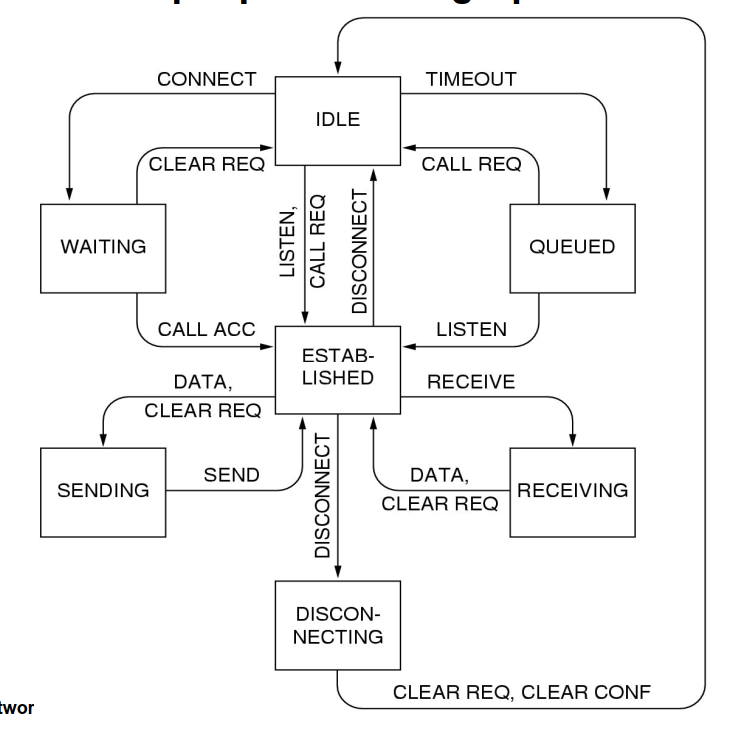 CONNECT
TIMEOUT
IDLE
CLEAR REQ
CALL REQ
LISTEN,
CALL REQ
DISCONNECT
WAITING
QUEUED
CALL ACC
LISTEN
ESTAB-
LISHED
DATA,
CLEAR REQ
RECEIVE
SENDING
SEND
DISCONNECT
DATA,
CLEAR REQ
RECEIVING
DISCON-
NECTING
CLEAR REQ, CLEAR CONF
twor